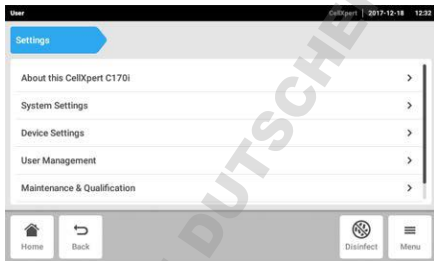 User CellXpert | 2017-12-18 12:32
Settings
About this CellXpert C170i
System Settings
Device Settings
User Management
Maintenance & Qualification
Home Back Disinfect Menu
DUTSCHE